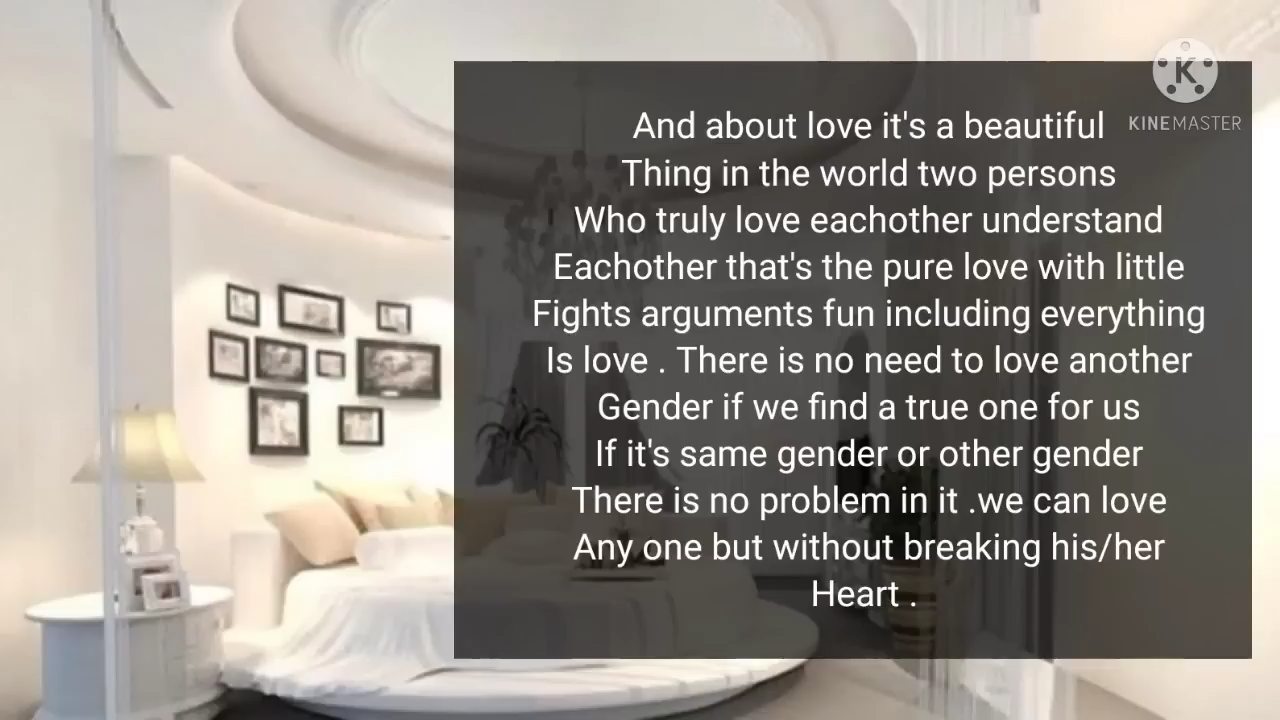 And about love it's a beautiful
Thing in the world two persons
Who truly love eachother understand
Eachother that's the pure love with little
Fights arguments fun including everything
Is love . There is no need to love another
Gender if we find a true one for us
If it's same gender or other gender
There is no problem in it .we can love
Any one but without breaking his/her
Heart .
K
KINEMASTER